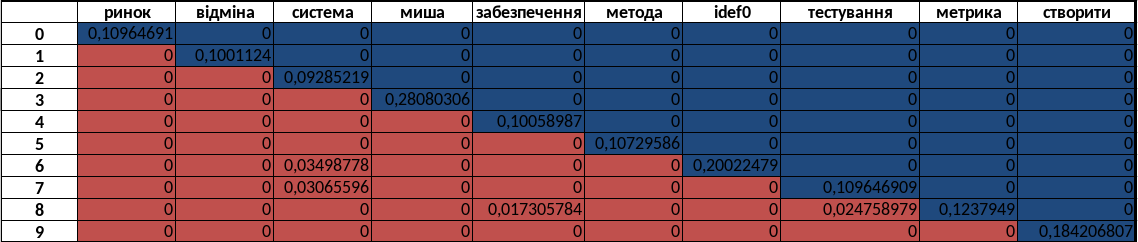 ринок відміна система миша забезпечення метода idef0 тестування метрика створити
0 0,10964691 0 0 0 0 0 0 0 0 0
1 0 0,1001124 0 0 0 0 0 0 0 0
2 0 0 0,09285219 0 0 0 0 0 0 0
3 0 0 0 0,28080306 0 0 0 0 0 0
4 0 0 0 0 0,10058987 0 0 0 0 0
5 0 0 0 0 0 0,10729586 0 0 0 0
6 0 0 0,03498778 0 0 0 0,20022479 0 0 0
7 0 0 0,03065596 0 0 0 0 0,109646909 0 0
8 0 0 0 0 0,017305784 0 0 0,024758979 0,1237949 0
9 0 0 0 0 0 0 0 0 0 0,184206807